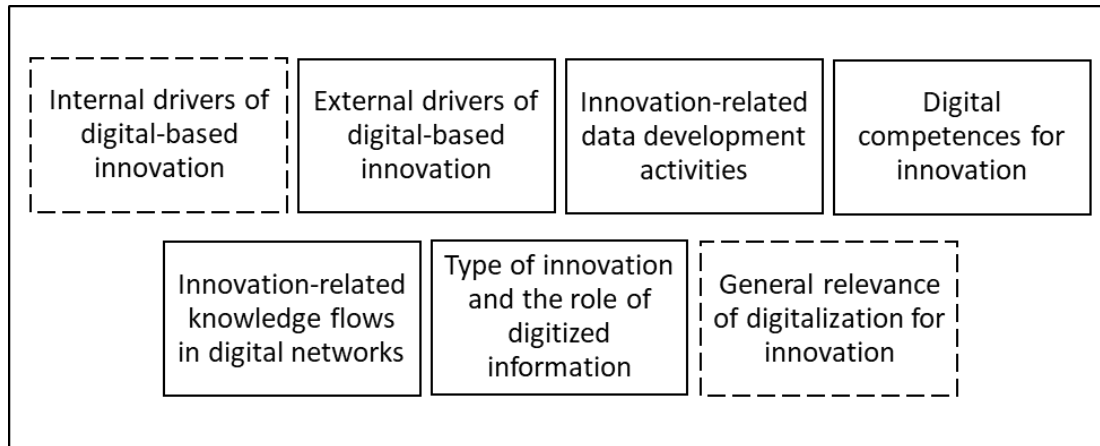 Internal drivers of
digital-based
innovation
External drivers of
digital-based
innovation
Innovation-related
data development
activities
Digital
competences for
innovation
Innovation-related
knowledge flows
in digital networks
Type of innovation
and the role of
digitized
information
General relevance
of digitalization for
innovation